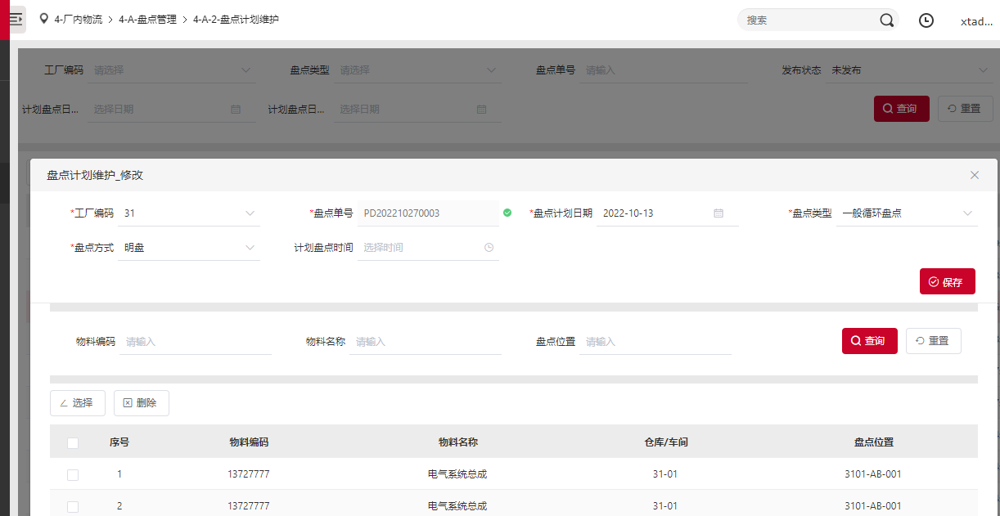 4-厂内物流 > 4-A-盘点管理 > 4-A-2-盘点计划维护 搜索 xtad...
工厂编码 请选择 盘点类型 请选择 盘点单号 请输入 发布状态 未发布
计划盘点日... 选择日期 计划盘点日... 选择日期 查询 重置
盘点计划维护_修改
*工厂编码 31 *盘点单号 PD202210270003 *盘点计划日期 2022-10-13 *盘点类型 一般循环盘点
*盘点方式 明盘 计划盘点时间 选择时间
保存
物料编码 请输入 物料名称 请输入 盘点位置 请输入 查询 重置
选择 删除
序号 物料编码 物料名称 仓库/车间 盘点位置
1 13727777 电气系统总成 31-01 3101-AB-001
2 13727777 电气系统总成 31-01 3101-AB-001